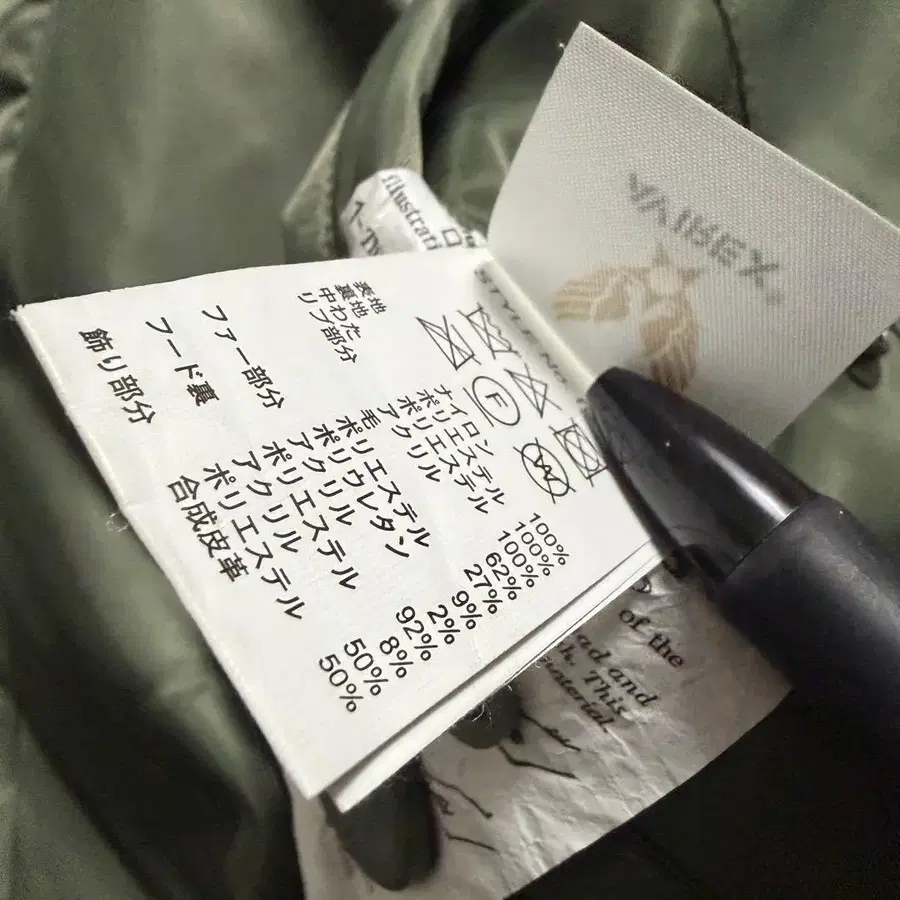 AVIREX
Illustrati
1-Tw
STYLE NO
F
表地 ナイロン 100%
裏地 ポリエステル 100%
中わた ポリエステル 100%
リブ部分 アクリル 62%
毛 27%
ポリエステル 9%
ポリウレタン 2%
ファー部分 アクリル 92%
ポリエステル 8%
フード裏 アクリル 50%
ポリエステル 50%
飾り部分 合成皮革
of the
ad and
This
material.